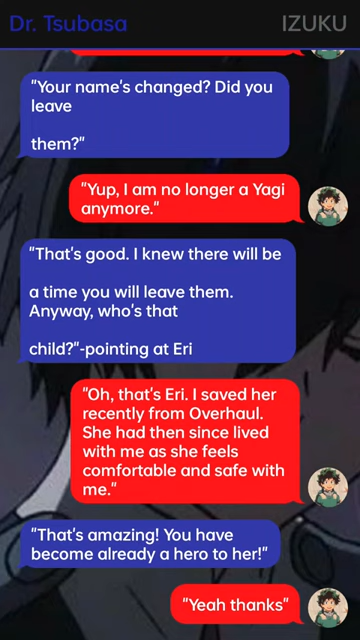 Dr. Tsubasa
IZUKU
"Your name's changed? Did you
leave
them?"
"Yup, I am no longer a Yagi
anymore."
"That's good. I knew there will be
a time you will leave them.
Anyway, who's that
child?"-pointing at Eri
"Oh, that's Eri. I saved her
recently from Overhaul.
She had then since lived
with me as she feels
comfortable and safe with
me."
"That's amazing! You have
become already a hero to her!"
"Yeah thanks"